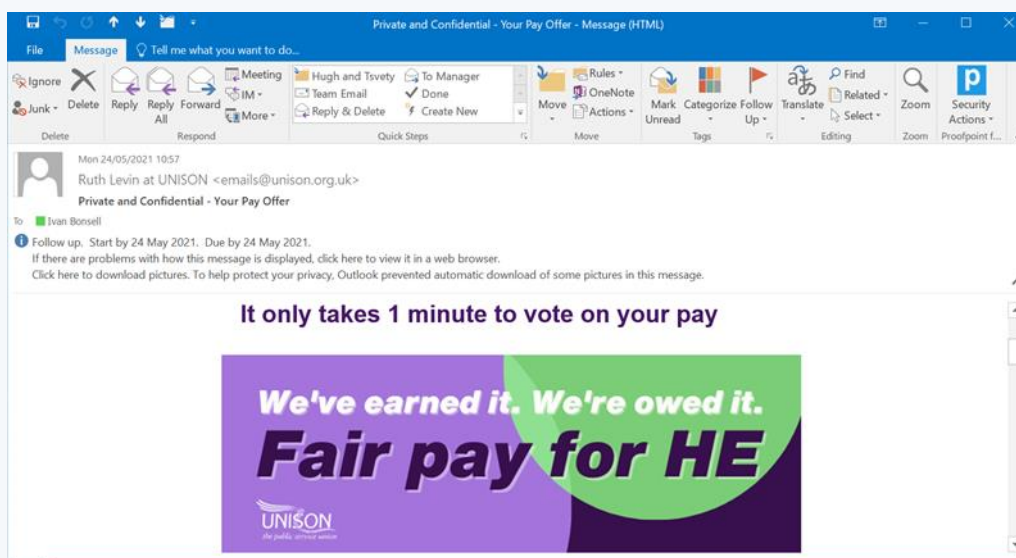 Private and Confidential - Your Pay Offer - Message (HTML)
File Message Tell me what you want to do...
Ignore
Junk
Delete
Reply
Reply All
Forward
Meeting
IM
More
Hugh and Tsvety
Team Email
Reply & Delete
To Manager
Done
Create New
Move
Rules
OneNote
Actions
Mark Unread
Categorize
Follow Up
Translate
Find
Related
Select
Zoom
Security Actions
Delete Respond Quick Steps Move Tags Editing Zoom Proofpoint f...
Mon 24/05/2021 10:57
Ruth Levin at UNISON <emails@unison.org.uk>
Private and Confidential - Your Pay Offer
To Ivan Bonsell
Follow up. Start by 24 May 2021. Due by 24 May 2021.
If there are problems with how this message is displayed, click here to view it in a web browser.
Click here to download pictures. To help protect your privacy, Outlook prevented automatic download of some pictures in this message.
It only takes 1 minute to vote on your pay
We've earned it. We're owed it.
Fair pay for HE
UNISON
the public service union